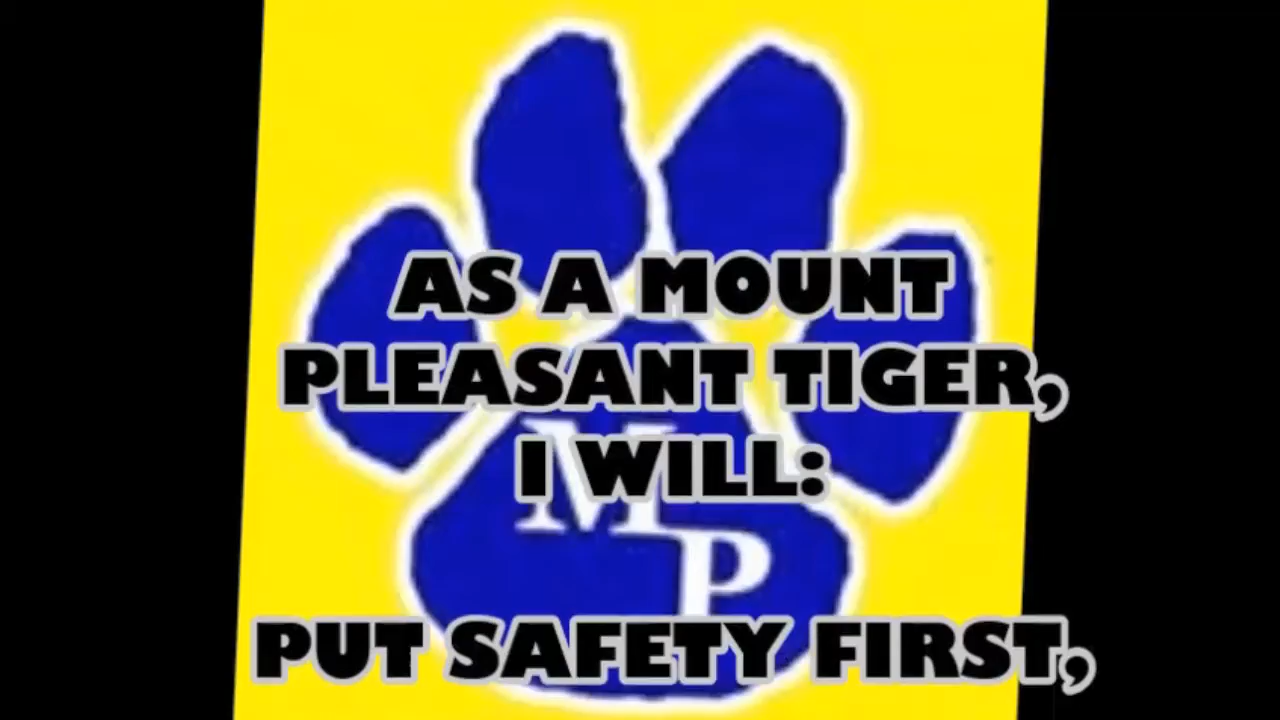 AS A MOUNT
PLEASANT TIGER,
I WILL:
MP
PUT SAFETY FIRST,